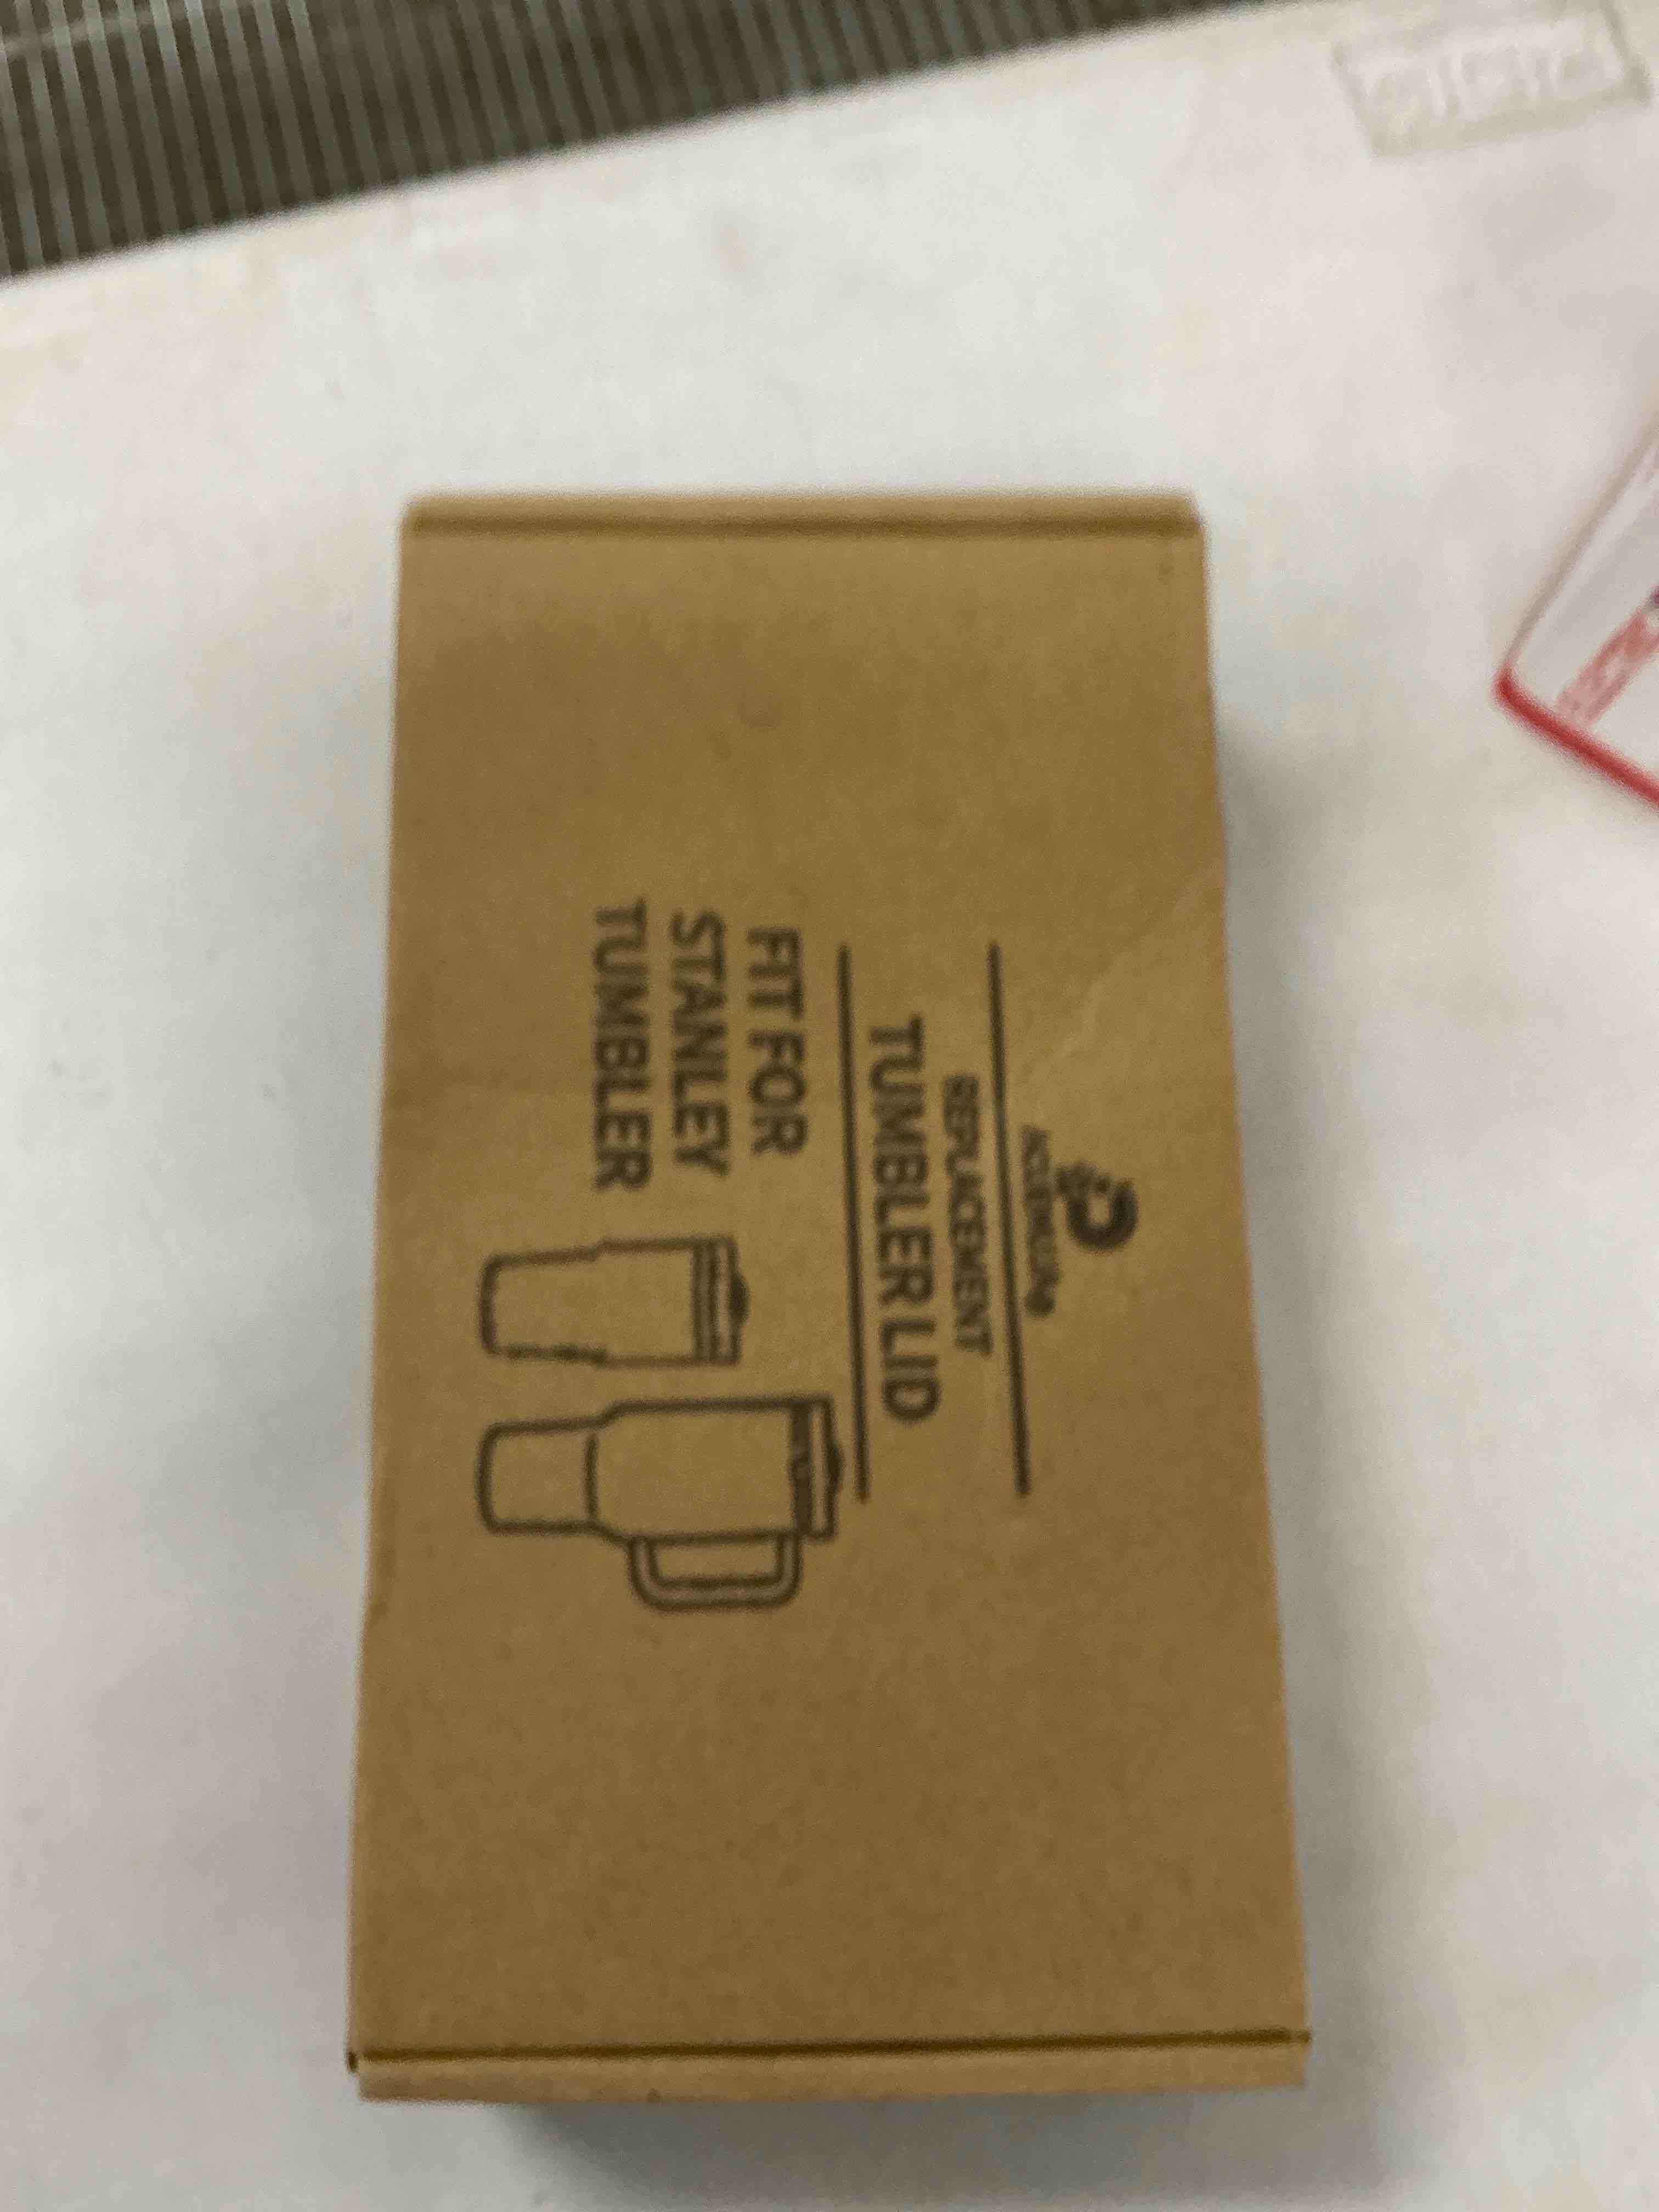 REPLACEMENT
TUMBLER LID
FIT FOR
STANLEY
TUMBLER